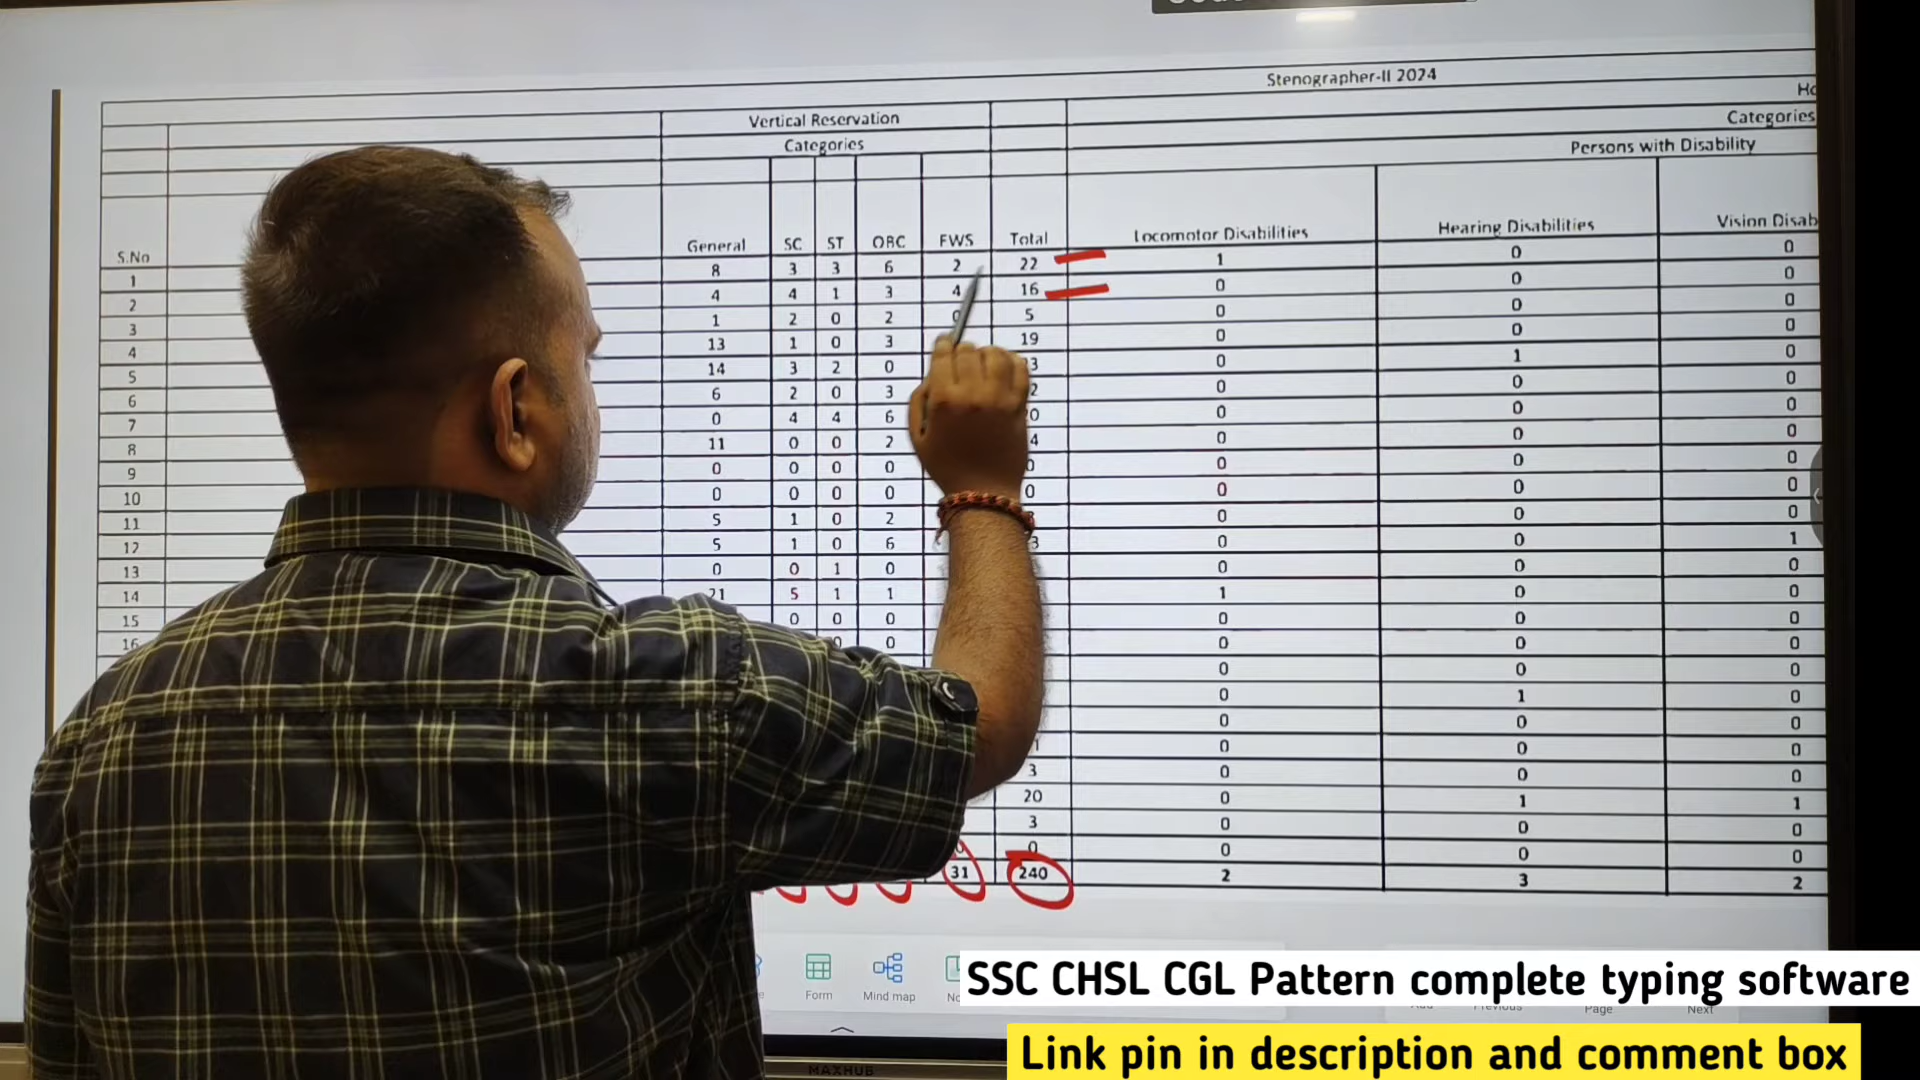 Stenographer-II 2024
Vertical Reservation
Categories
Categories
Persons with Disability
S.No General SC ST OBC EWS Total Locomotor Disabilities Hearing Disabilities Vision Disab
1 8 3 3 6 2 22 1 0 0
2 4 4 1 3 4 16 0 0 0
3 1 2 0 2 5 0 0 0
4 13 1 0 3 19 0 0 0
5 14 3 2 0 0 1 0
6 6 2 0 3 0 0 0
7 0 4 4 6 0 0 0
8 11 0 0 2 0 0 0
9 0 0 0 0 0 0 0 0
10 0 0 0 0 0 0 0 0
11 5 1 0 2 0 0 0
12 5 1 0 6 0 0 1
13 0 0 1 0 0 0 0
14 21 5 1 1 1 0 0
15 0 0 0 0 0 0
16 0 0 0 0 0
0 0 0
0 1 0
0 0 0
0 0 0
3 0 0 0
20 0 1 1
3 0 0 0
0 0 0 0
31 240 2 3 2
Form Mind map
SSC CHSL CGL Pattern complete typing software
Page Next
Link pin in description and comment box
MAXHUB